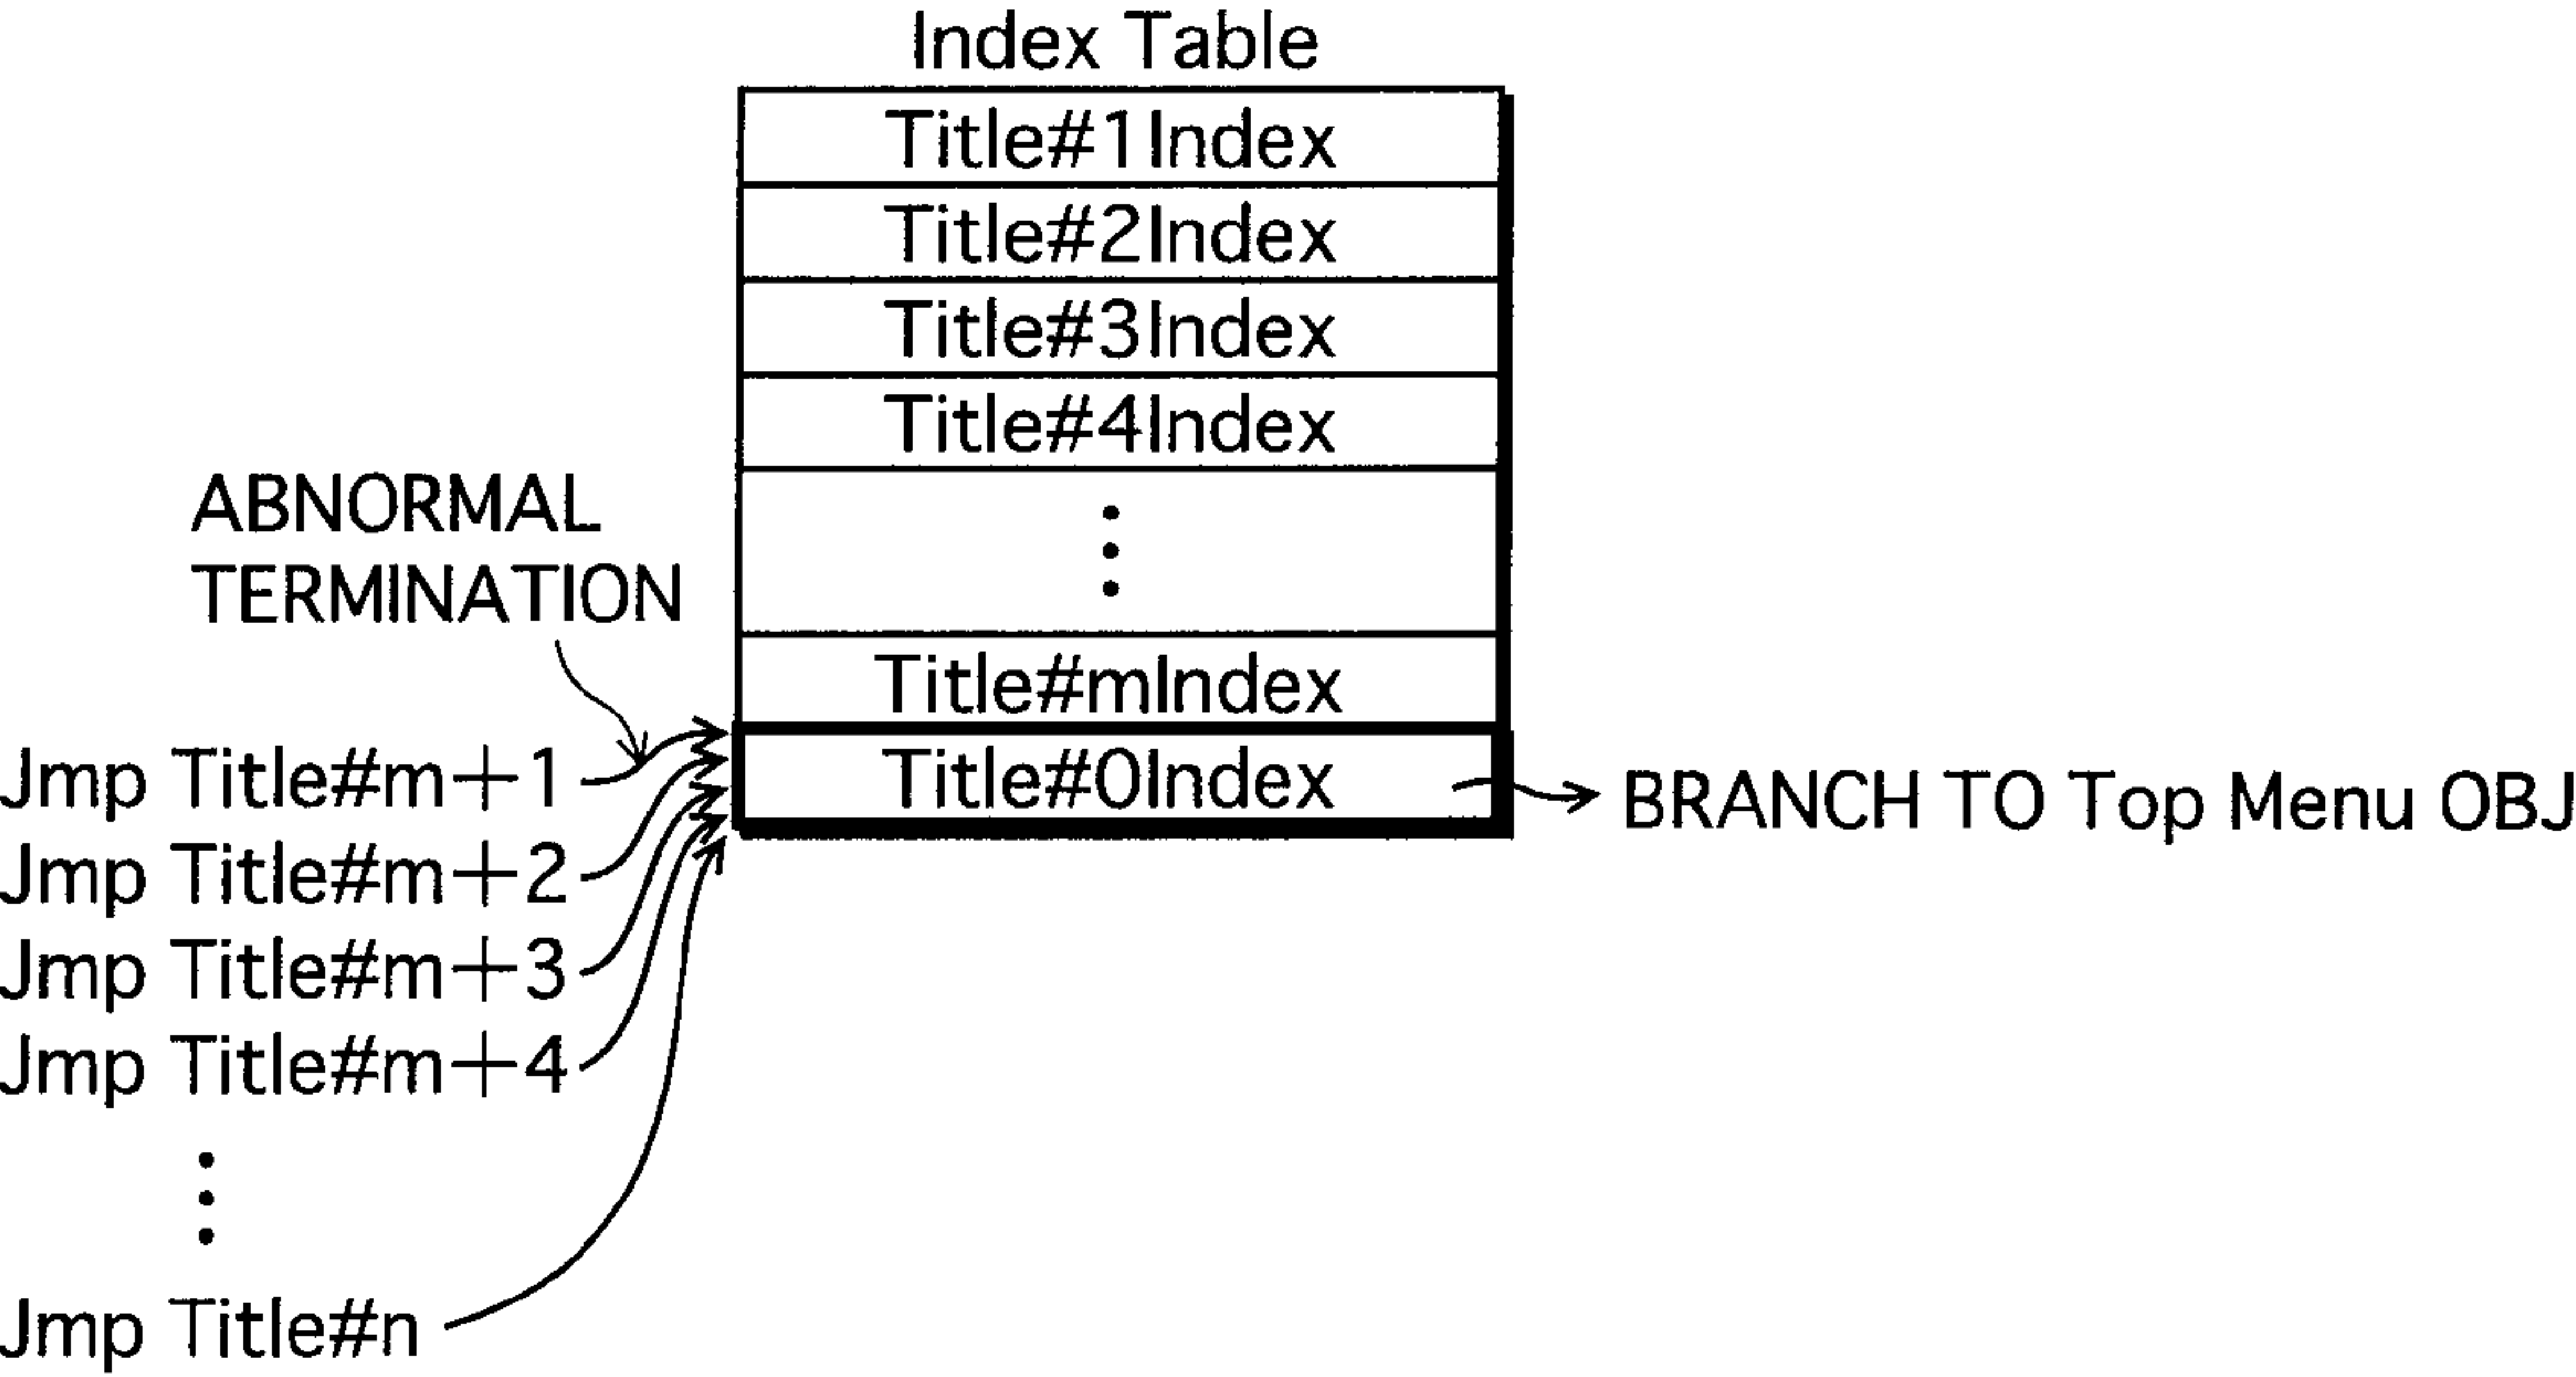 Index Table
Title#1Index
Title#2Index
Title#3Index
Title#4Index
ABNORMAL
TERMINATION
Title#mIndex
Jmp Title#m+1
Title#0Index
BRANCH TO Top Menu OBJ
Jmp Title#m+2
Jmp Title#m+3
Jmp Title#m+4
Jmp Title#n